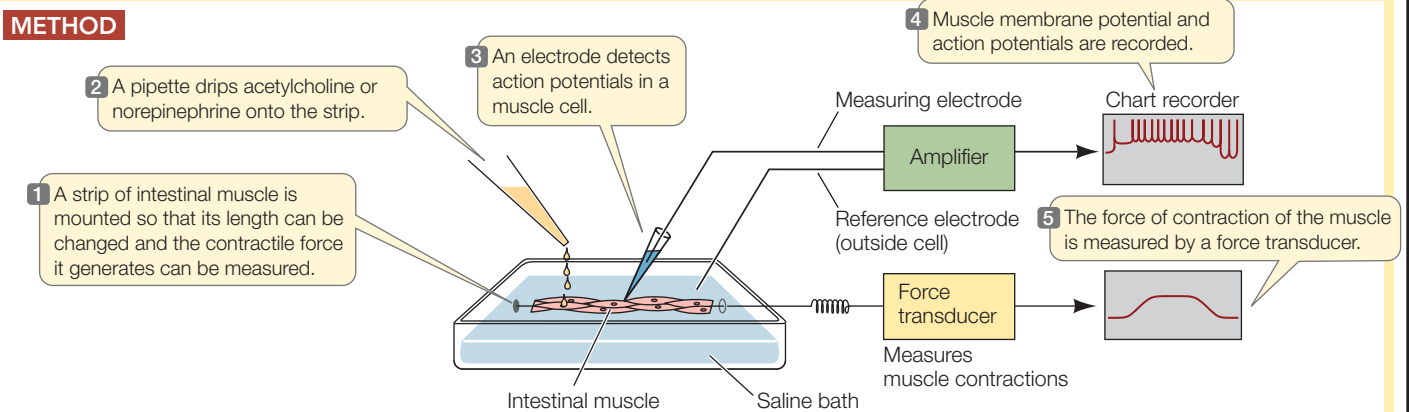 METHOD
1 A strip of intestinal muscle is
mounted so that its length can be
changed and the contractile force
it generates can be measured.
2 A pipette drips acetylcholine or
norepinephrine onto the strip.
3 An electrode detects
action potentials in a
muscle cell.
4 Muscle membrane potential and
action potentials are recorded.
Measuring electrode
Chart recorder
Amplifier
Reference electrode
(outside cell)
5 The force of contraction of the muscle
is measured by a force transducer.
Force
transducer
Measures
muscle contractions
Intestinal muscle
Saline bath